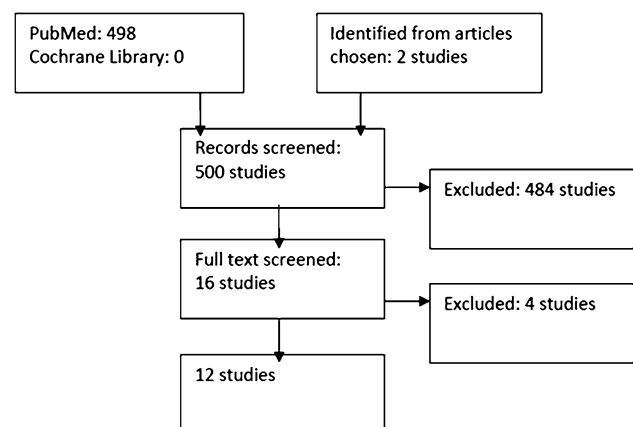 PubMed: 498
Cochrane Library: 0
Identified from articles
chosen: 2 studies
Records screened:
500 studies
Excluded: 484 studies
Full text screened:
16 studies
Excluded: 4 studies
12 studies